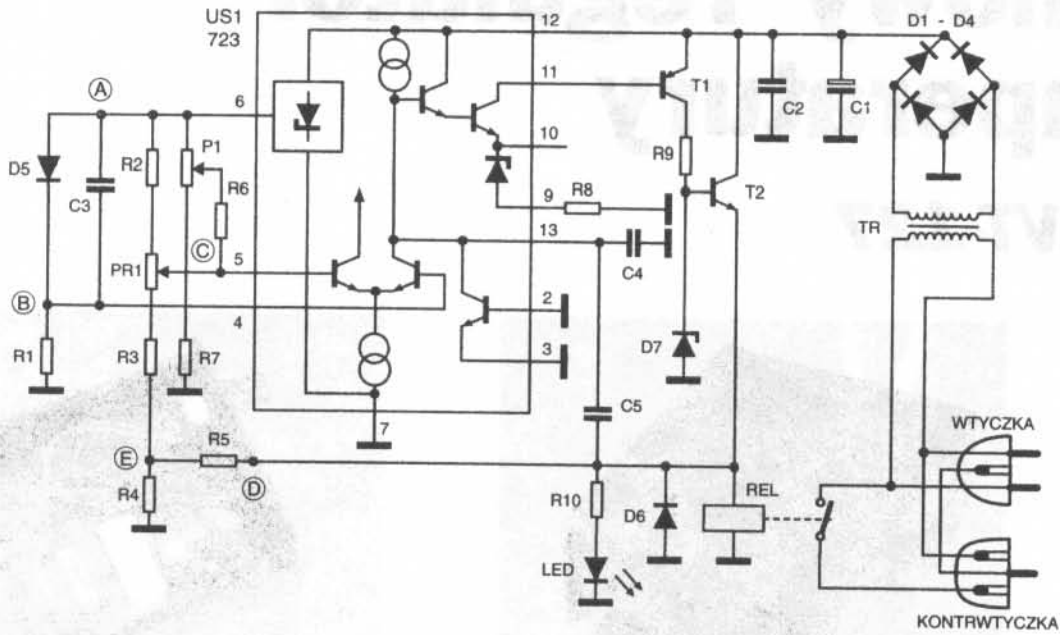 US1
723
12
D1 - D4
A
6
11
T1
C2
C1
D5
C3
R2
P1
R6
10
R9
9
R8
T2
C
13
TR
PR1
5
C4
B
4
2
R1
R3
R7
3
D7
7
C5
WTYCZKA
E
R5
D
R4
R10
D6
REL
LED
KONTRWTYCZKA